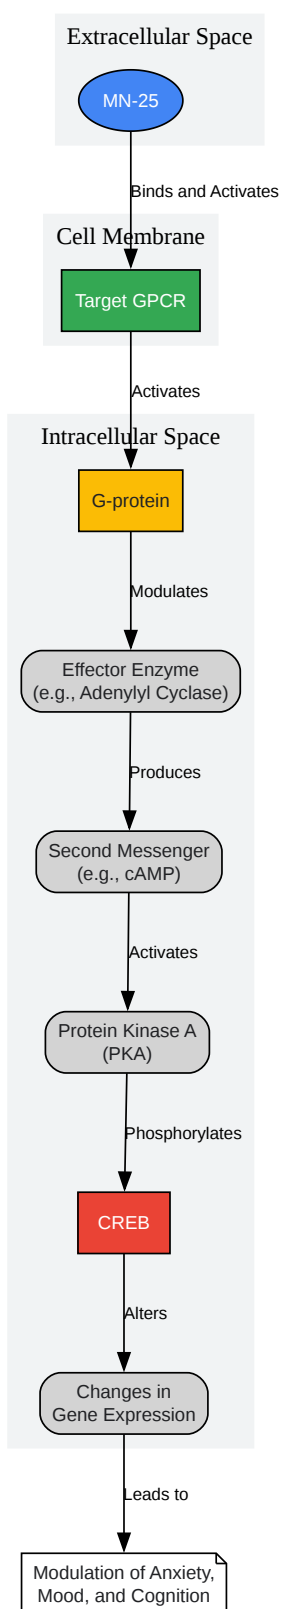 Extracellular Space
MN-25
Binds and Activates
Cell Membrane
Target GPCR
Activates
Intracellular Space
G-protein
Modulates
Effector Enzyme
(e.g., Adenylyl Cyclase)
Produces
Second Messenger
(e.g., cAMP)
Activates
Protein Kinase A
(PKA)
Phosphorylates
CREB
Alters
Changes in
Gene Expression
Leads to
Modulation of Anxiety,
Mood, and Cognition